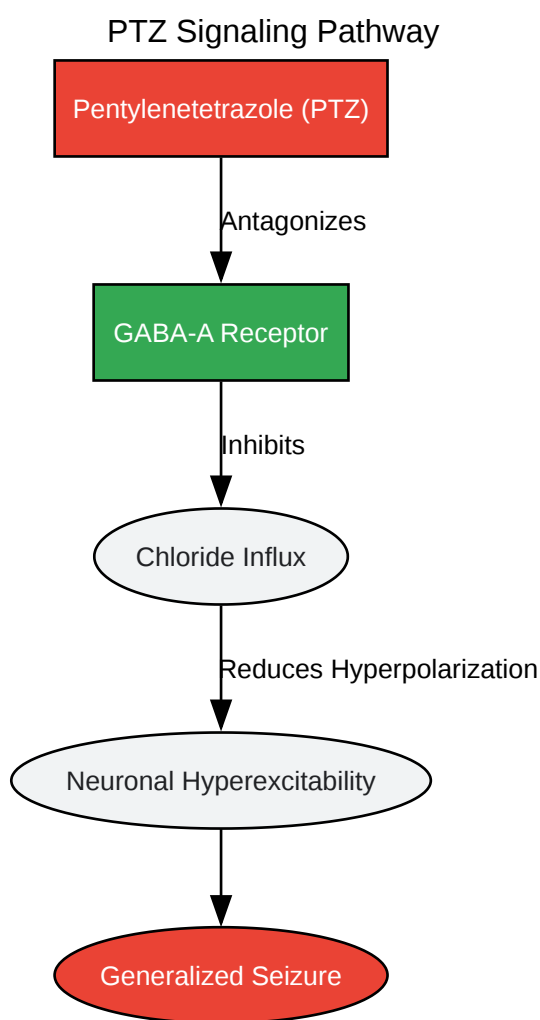 PTZ Signaling Pathway
Pentylenetetrazole (PTZ)
Antagonizes
GABA-A Receptor
Inhibits
Chloride Influx
Reduces Hyperpolarization
Neuronal Hyperexcitability
Generalized Seizure